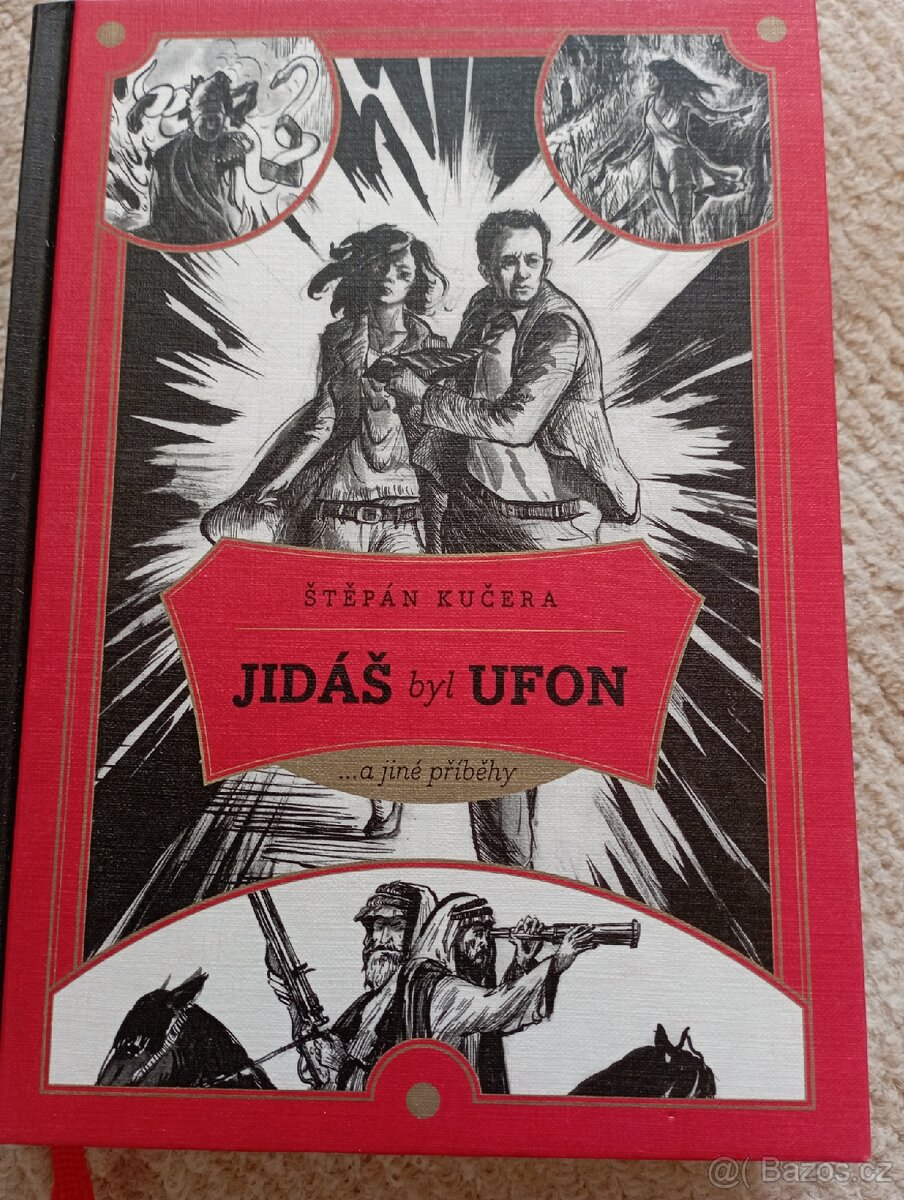 ŠTĚPÁN KUČERA
JIDÁŠ byl UFON
...a jiné příběhy
@( Bazos.cz